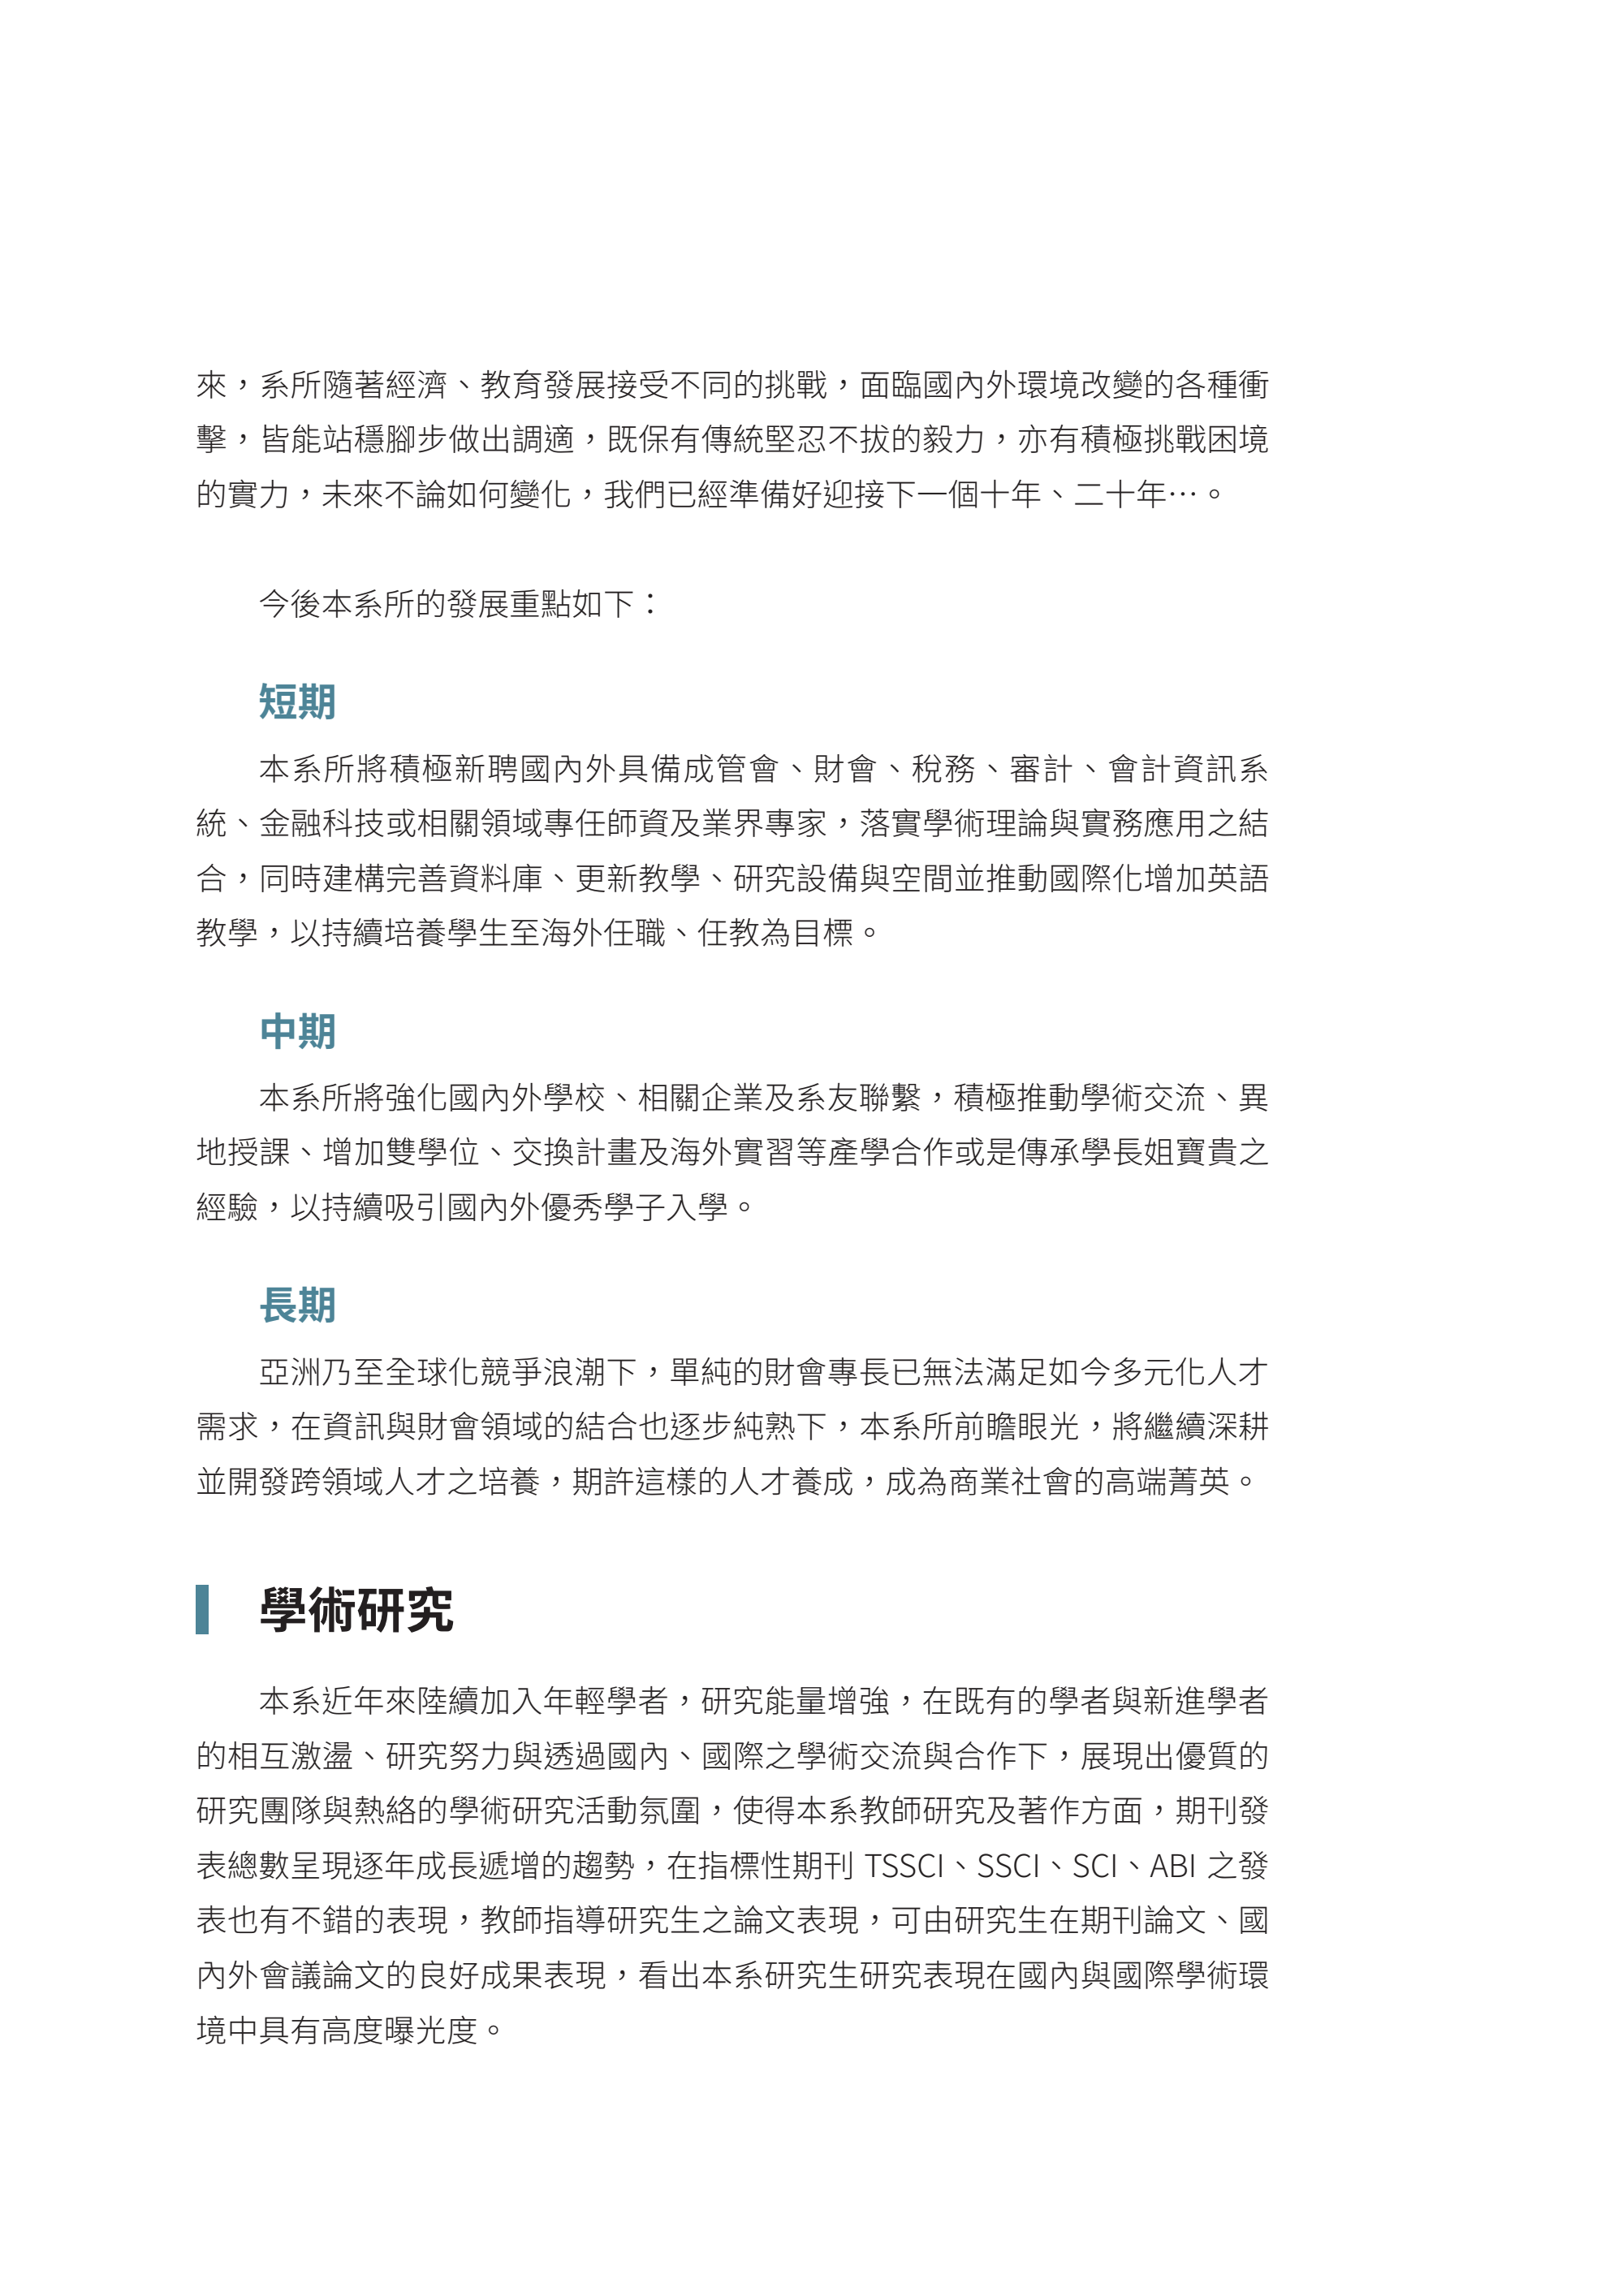 來，系所隨著經濟、教育發展接受不同的挑戰，面臨國內外環境改變的各種衝
擊，皆能站穩腳步做出調適，既保有傳統堅忍不拔的毅力，亦有積極挑戰困境
的實力，未來不論如何變化，我們已經準備好迎接下一個十年、二十年…。
今後本系所的發展重點如下：
短期
本系所將積極新聘國內外具備成管會、財會、稅務、審計、會計資訊系
統、金融科技或相關領域專任師資及業界專家，落實學術理論與實務應用之結
合，同時建構完善資料庫、更新教學、研究設備與空間並推動國際化增加英語
教學，以持續培養學生至海外任職、任教為目標。
中期
本系所將強化國內外學校、相關企業及系友聯繫，積極推動學術交流、異
地授課、增加雙學位、交換計畫及海外實習等產學合作或是傳承學長姐寶貴之
經驗，以持續吸引國內外優秀學子入學。
長期
亞洲乃至全球化競爭浪潮下，單純的財會專長已無法滿足如今多元化人才
需求，在資訊與財會領域的結合也逐步純熟下，本系所前瞻眼光，將繼續深耕
並開發跨領域人才之培養，期許這樣的人才養成，成為商業社會的高端菁英。
學術研究
本系近年來陸續加入年輕學者，研究能量增強，在既有的學者與新進學者
的相互激盪、研究努力與透過國內、國際之學術交流與合作下，展現出優質的
研究團隊與熱絡的學術研究活動氛圍，使得本系教師研究及著作方面，期刊發
表總數呈現逐年成長遞增的趨勢，在指標性期刊 TSSCI、SSCI、SCI、ABI 之發
表也有不錯的表現，教師指導研究生之論文表現，可由研究生在期刊論文、國
內外會議論文的良好成果表現，看出本系研究生研究表現在國內與國際學術環
境中具有高度曝光度。